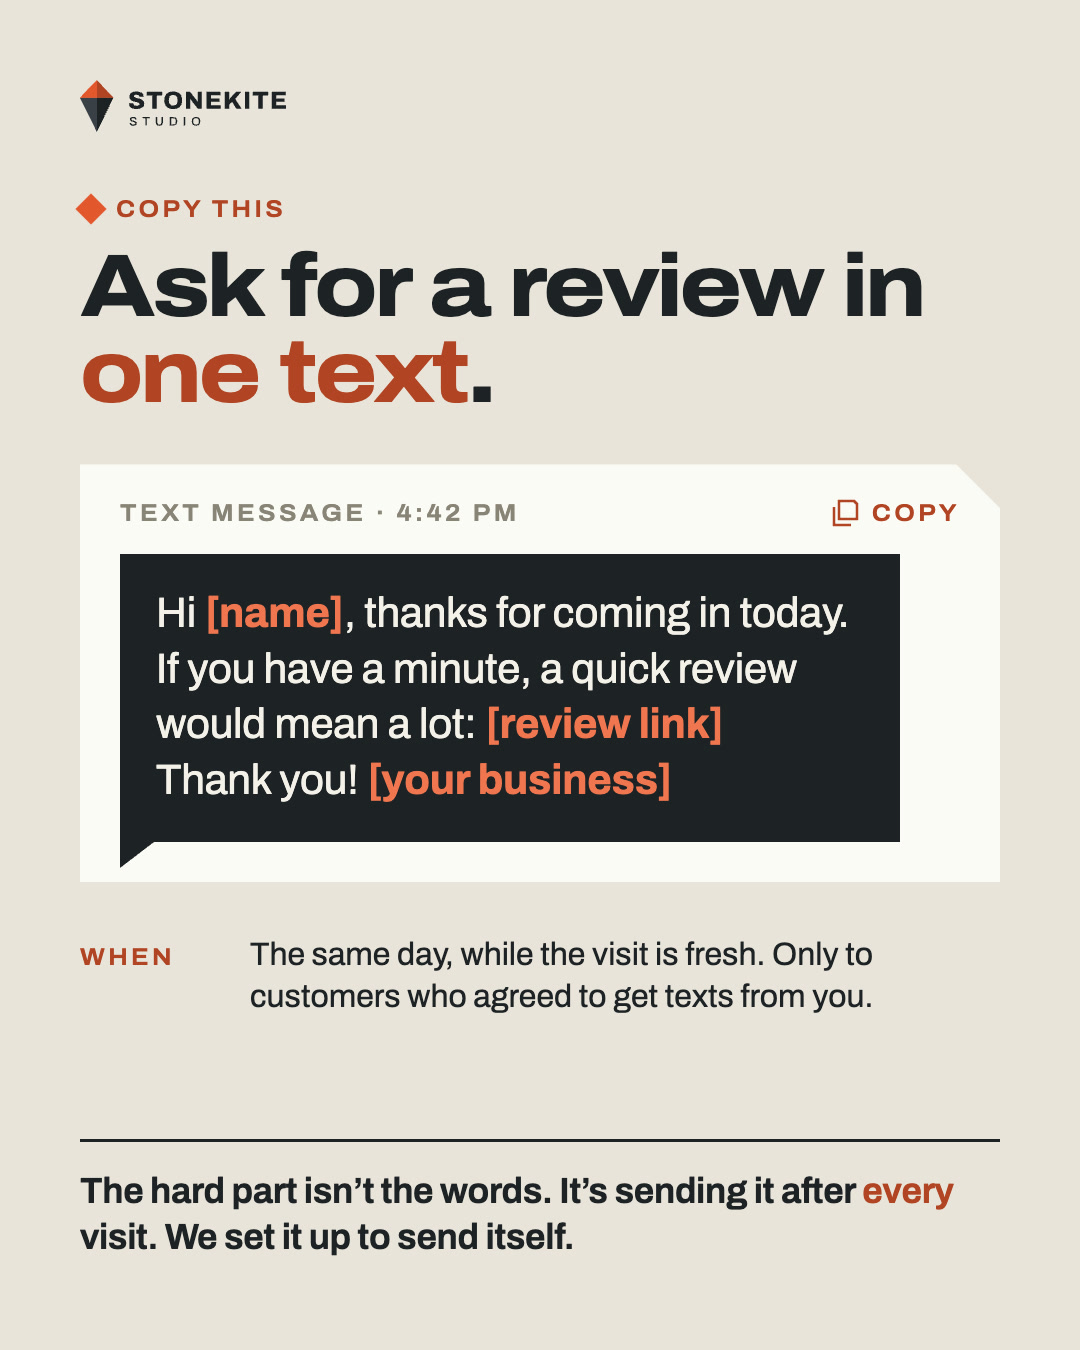 STONEKITE
STUDIO
COPY THIS
Ask for a review in
one text.
TEXT MESSAGE · 4:42 PM
COPY
Hi [name], thanks for coming in today.
If you have a minute, a quick review
would mean a lot: [review link]
Thank you! [your business]
WHEN
The same day, while the visit is fresh. Only to
customers who agreed to get texts from you.
The hard part isn’t the words. It’s sending it after every
visit. We set it up to send itself.